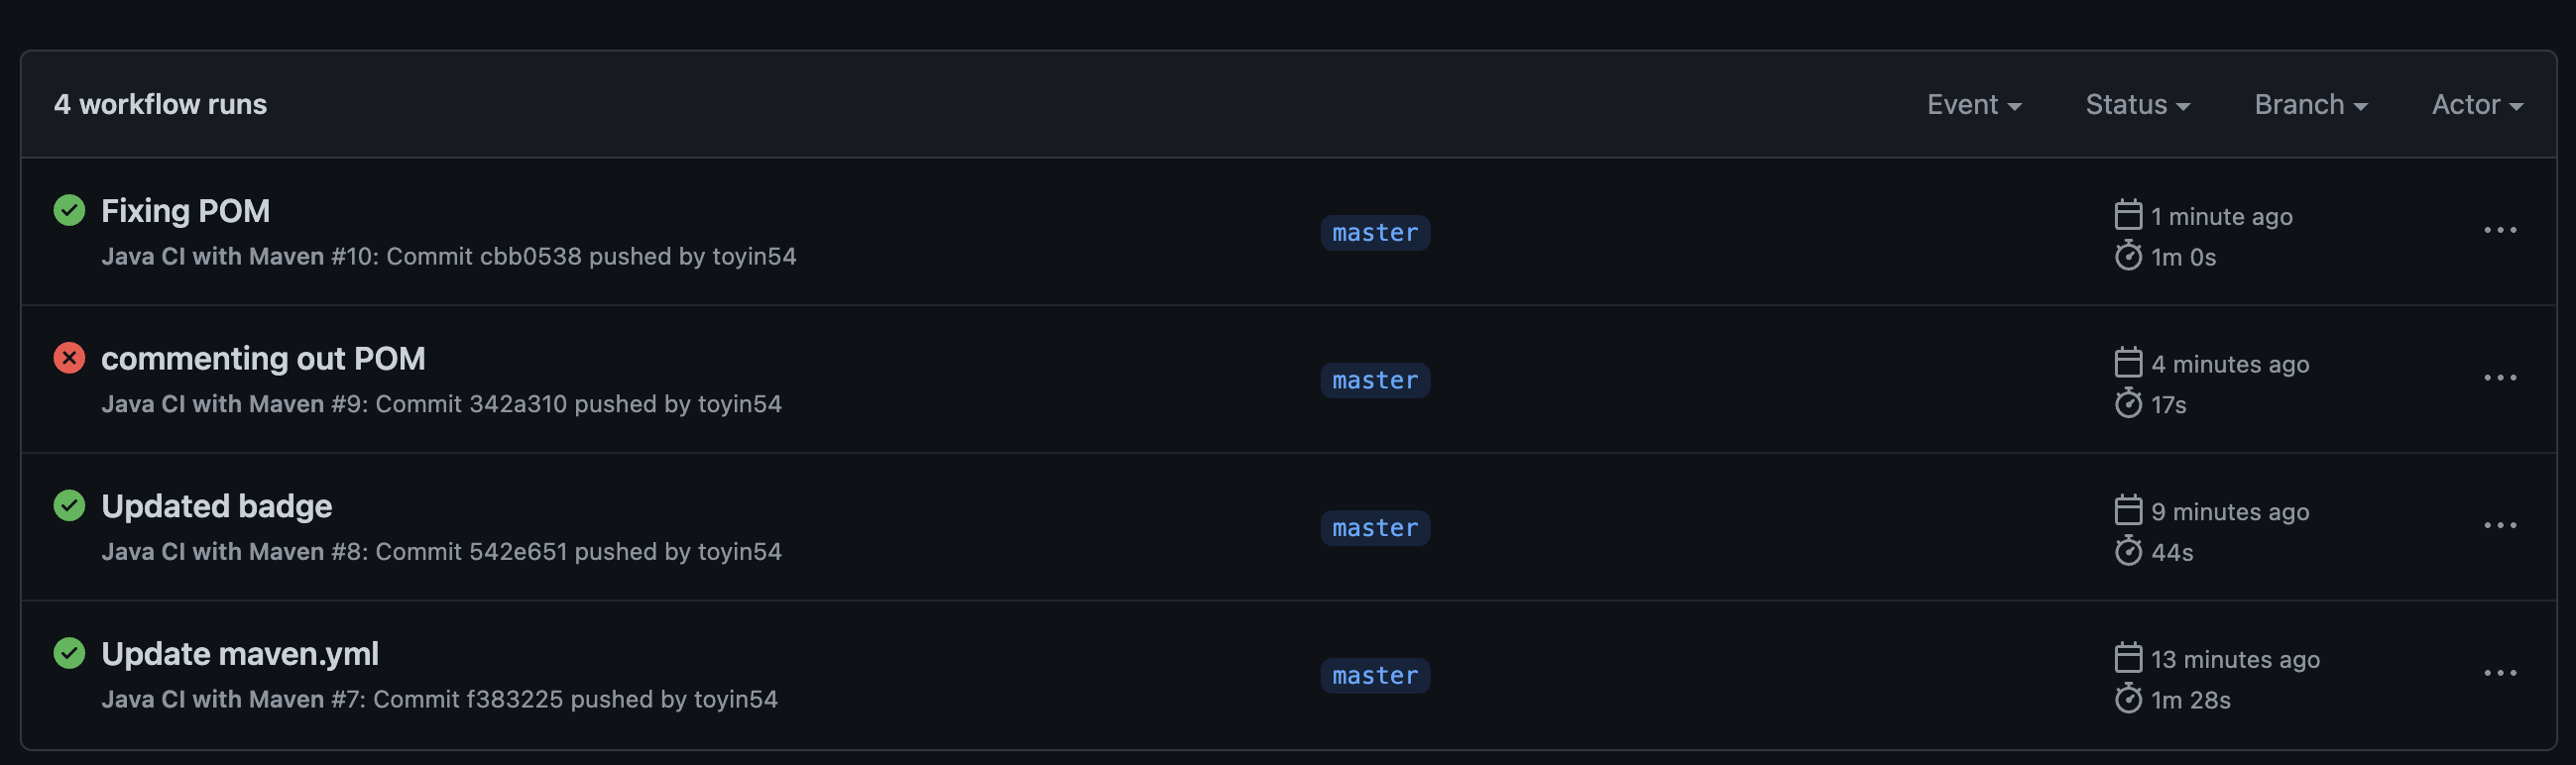 4 workflow runs
Event Status Branch Actor
Fixing POM
Java CI with Maven #10: Commit cbb0538 pushed by toyin54
master
1 minute ago
1m 0s
commenting out POM
Java CI with Maven #9: Commit 342a310 pushed by toyin54
master
4 minutes ago
17s
Updated badge
Java CI with Maven #8: Commit 542e651 pushed by toyin54
master
9 minutes ago
44s
Update maven.yml
Java CI with Maven #7: Commit f383225 pushed by toyin54
master
13 minutes ago
1m 28s